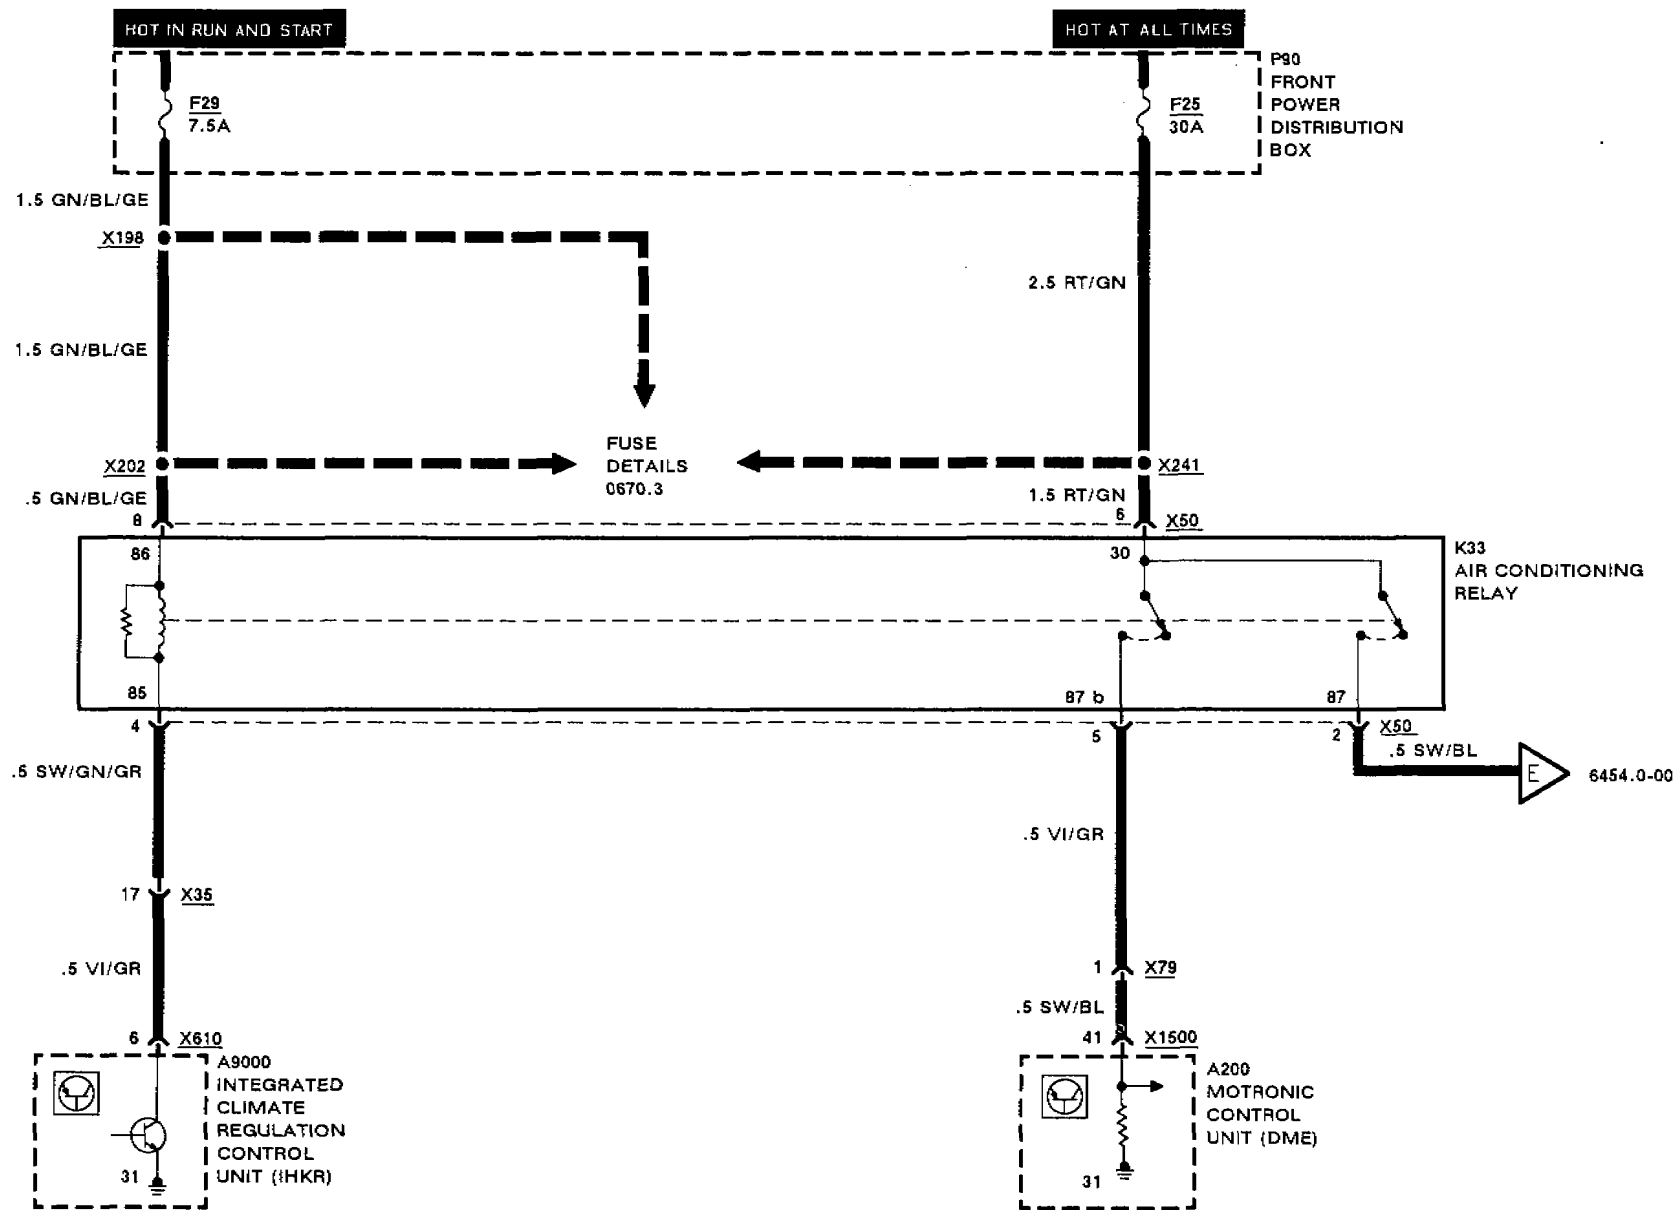 HOT IN RUN AND START
HOT AT ALL TIMES
P90
FRONT
POWER
DISTRIBUTION
BOX
F29
7.5A
F25
30A
1.5 GN/BL/GE
X198
2.5 RT/GN
1.5 GN/BL/GE
FUSE
DETAILS
0670.3
X202
X241
.5 GN/BL/GE
1.5 RT/GN
8
6
X50
86
30
K33
AIR CONDITIONING
RELAY
85
87 b
87
4
5
2
X50
.5 SW/BL
E
6454.0-00
.5 SW/GN/GR
.5 VI/GR
17
X35
.5 VI/GR
1
X79
.5 SW/BL
6
X610
41
X1500
A9000
INTEGRATED
CLIMATE
REGULATION
CONTROL
UNIT (IHKR)
31
A200
MOTRONIC
CONTROL
UNIT (DME)
31